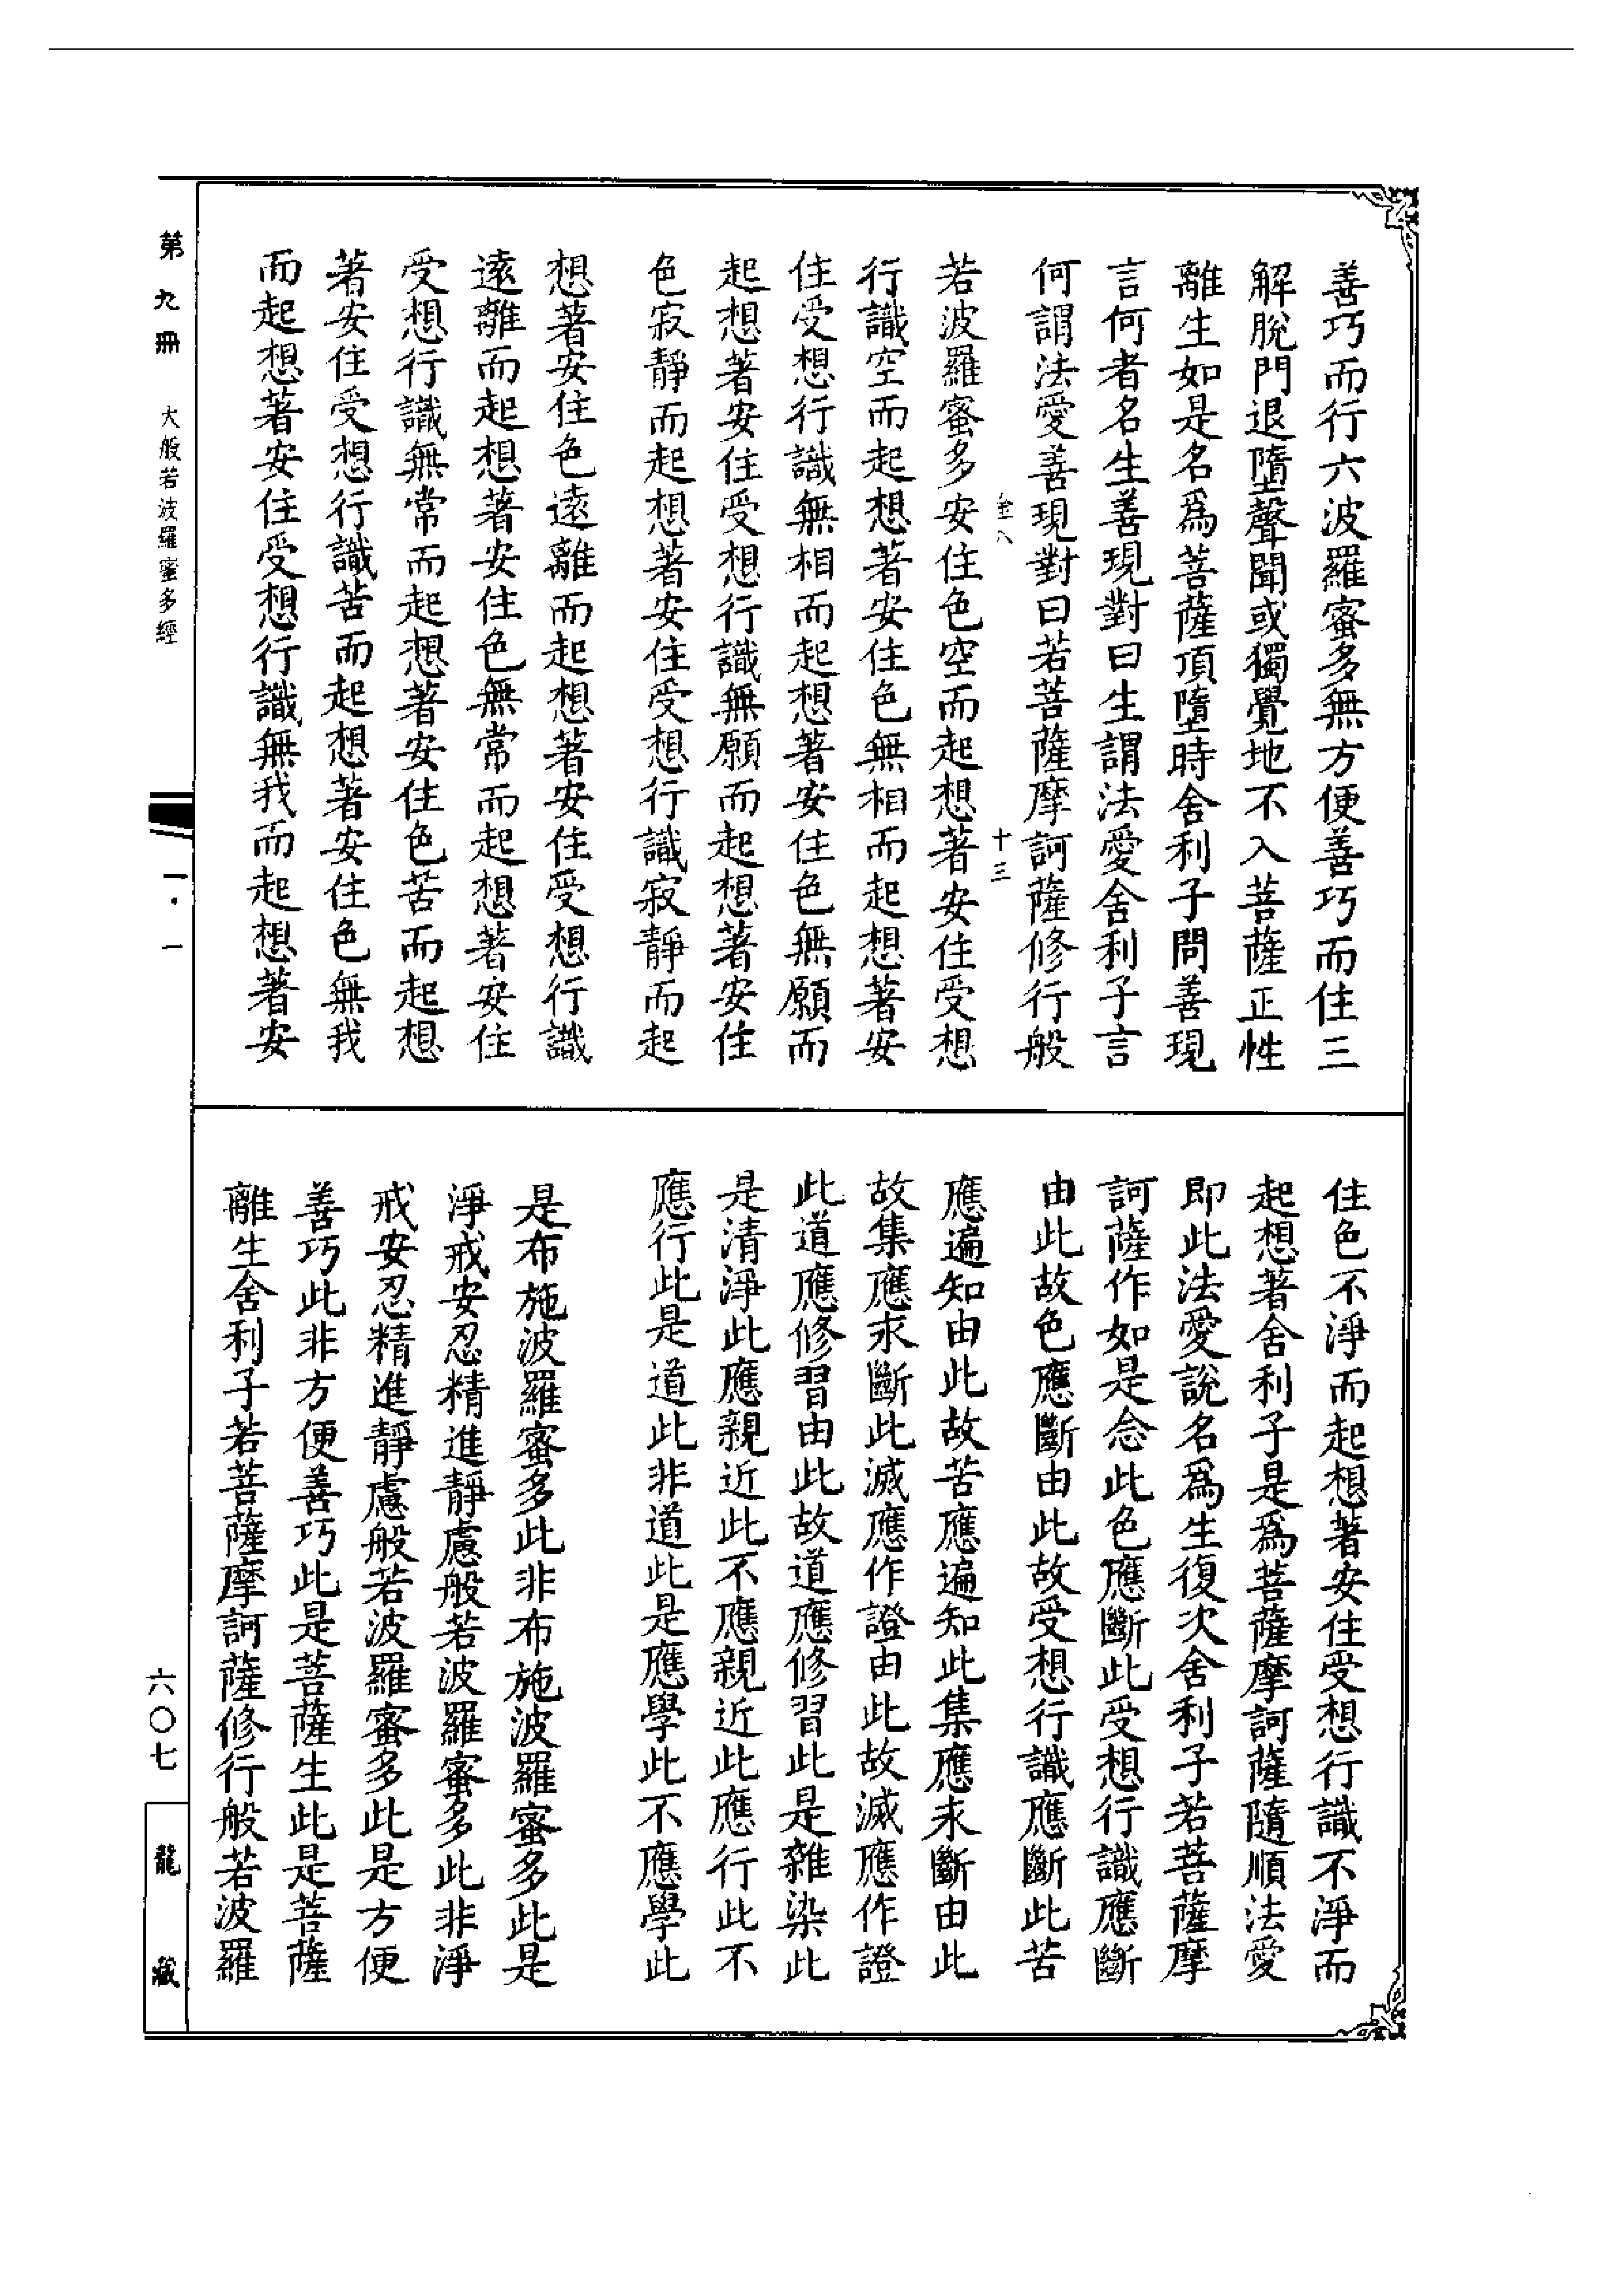 善巧而行六波羅蜜多無方便善巧而住三
解脫門退墮聲聞或獨覺地不入菩薩正性
離生如是名爲菩薩頂墮時舍利子問善現
言何者名生善現對曰生謂法愛舍利子言
何謂法愛善現對曰若菩薩摩訶薩修行般
十三
若波羅蜜多安住色空而起想著安住受想
行識空而起想著安住色無相而起想著安
住受想行識無相而起想著安住色無願而
起想著安住受想行識無願而起想著安住
色寂靜而起想著安住受想行識寂靜而起
想著安住色遠離而起想著安住受想行識
遠離而起想著安住色無常而起想著安住
受想行識無常而起想著安住色苦而起想
著安住受想行識苦而起想著安住色無我
而起想著安住受想行識無我而起想著安
住色不淨而起想著安住受想行識不淨而
起想著舍利子是爲菩薩摩訶薩隨順法愛
即此法愛說名爲生復次舍利子若菩薩摩
訶薩作如是念此色應斷此受想行識應斷
由此故色應斷由此故受想行識應斷此苦
應遍知由此故苦應遍知此集應永斷由此
故集應永斷此滅應作證由此故滅應作證
此道應修習由此故道應修習此是雜染此
是清淨此應親近此不應親近此應行此不
應行此是道此非道此是應學此不應學此
是布施波羅蜜多此非布施波羅蜜多此是
淨戒安忍精進靜慮般若波羅蜜多此非淨
戒安忍精進靜慮般若波羅蜜多此是方便
善巧此非方便善巧此是菩薩生此是菩薩
離生舍利子若菩薩摩訶薩修行般若波羅
第九冊 大般若波羅蜜多經
一·一
六〇七
龍藏